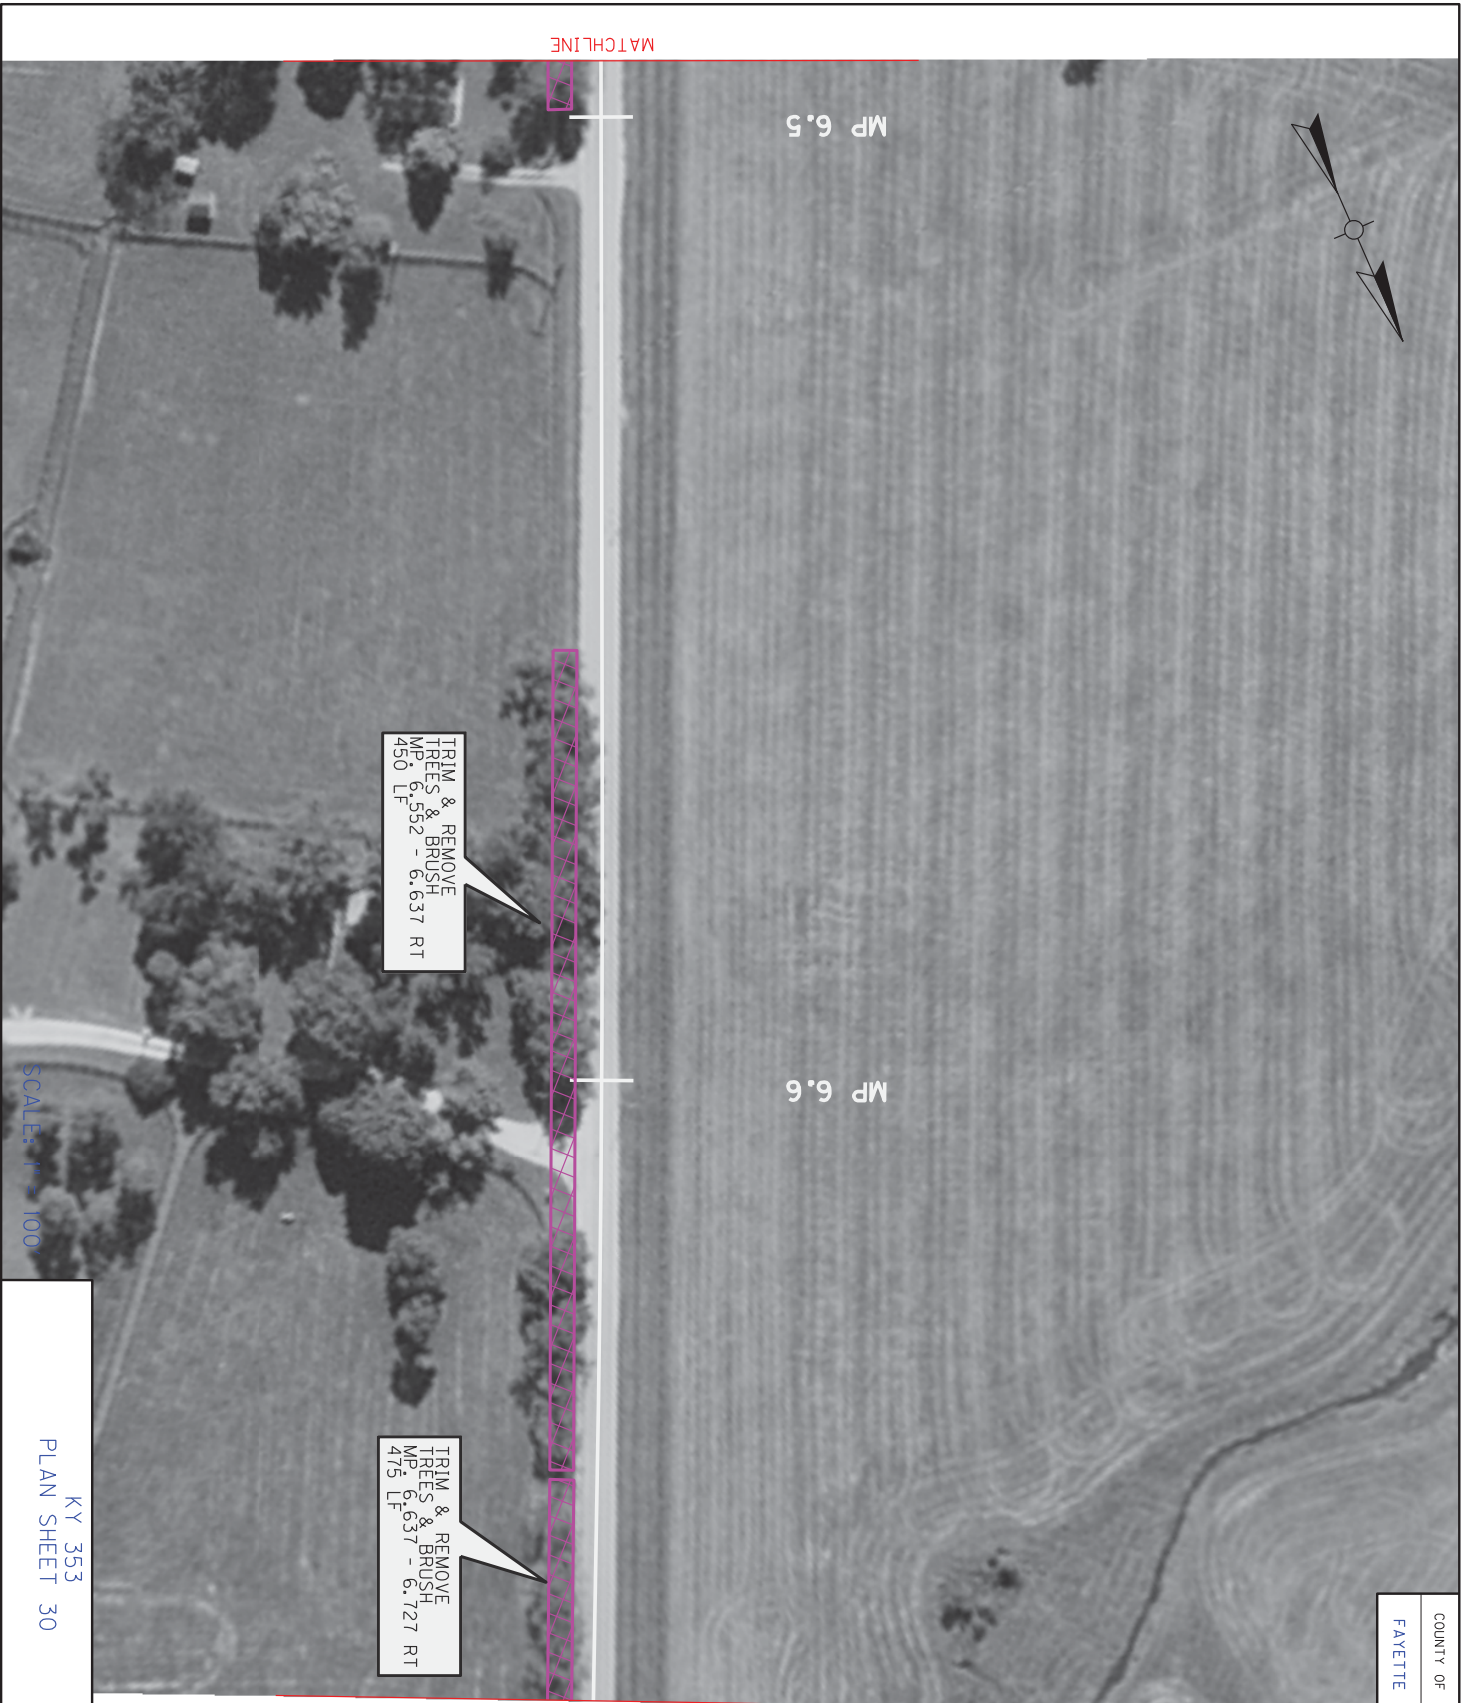 MATCHLINE
MP 6.5
MP 6.6
TRIM & REMOVE
TREES & BRUSH
MP. 6.552 - 6.637 RT
450 LF
TRIM & REMOVE
TREES & BRUSH
MP. 6.637 - 6.727 RT
475 LF
SCALE: 1" = 100
KY 353
PLAN SHEET 30
COUNTY OF
FAYETTE